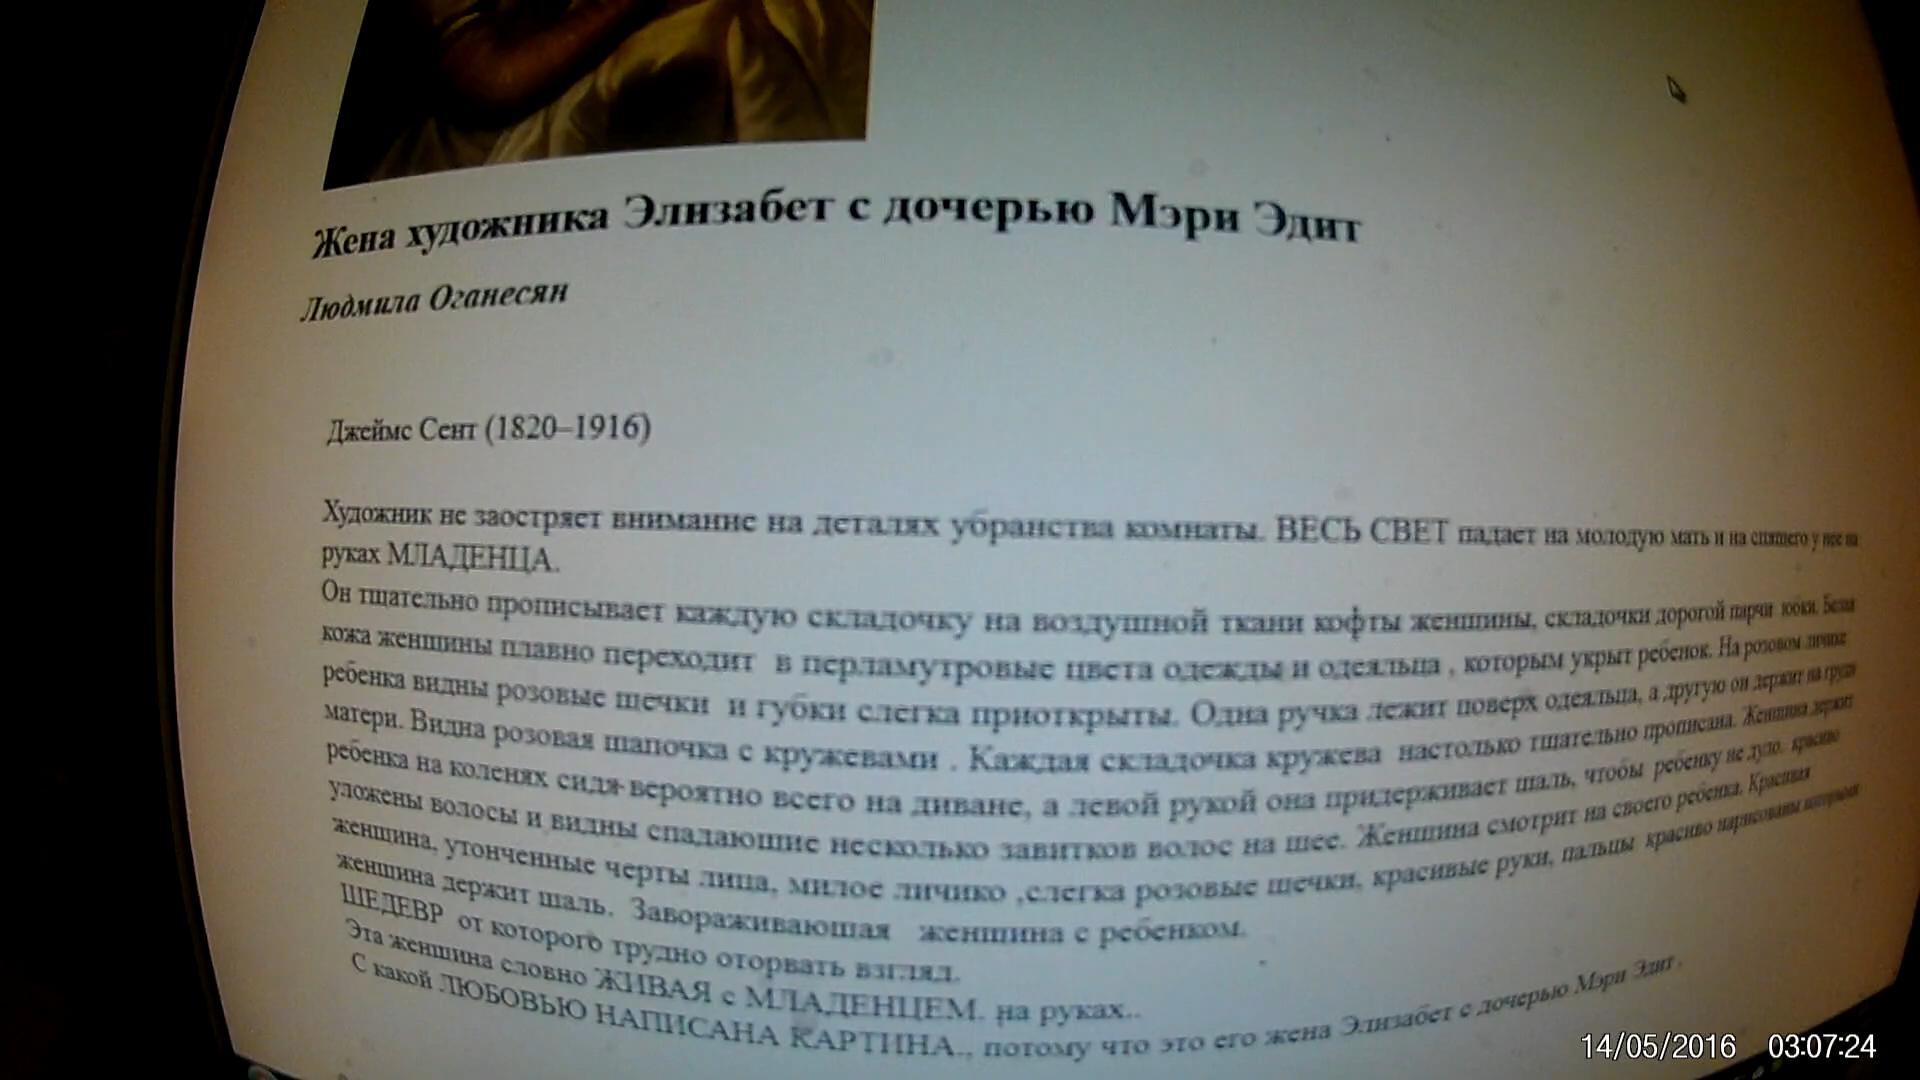 Жена художника Элизабет с дочерью Мэри Эдит
Людмила Оганесян
Джеймс Сент (1820–1916)
Художник не заостряет внимание на деталях убранства комнаты. ВЕСЬ СВЕТ падает на молодую мать и на спящего у нее на
руках МЛАДЕНЦА.
Он тщательно прописывает каждую складочку на воздушной ткани кофты женщины, складочки дорогой парчи юбки. Белая
кожа женщины плавно переходит в перламутровые цвета одежды и одеяльца , которым укрыт ребенок. На розовом личике
ребенка видны розовые щечки и губки слегка приоткрыты. Одна ручка лежит поверх одеяльца, а другую он держит на груди
матери. Видна розовая шапочка с кружевами . Каждая складочка кружева настолько тщательно прописана. Женщина держит
ребенка на коленях сидя-вероятно всего на диване, а левой рукой она придерживает шаль, чтобы ребенку не дуло. красиво
уложены волосы и видны спадающие несколько завитков волос на шее. Женщина смотрит на своего ребенка. Красивая
женщина, утонченные черты лица, милое личико ,слегка розовые щечки, красивые руки, пальцы красиво нарисованы которыми
женщина держит шаль. Завораживающая женщина с ребенком.
ШЕДЕВР от которого трудно оторвать взгляд.
Эта женщина словно ЖИВАЯ с МЛАДЕНЦЕМ. на руках..
С какой ЛЮБОВЬЮ НАПИСАНА КАРТИНА., потому что это его жена Элизабет с дочерью Мэри Эдит.
14/05/2016 03:07:24